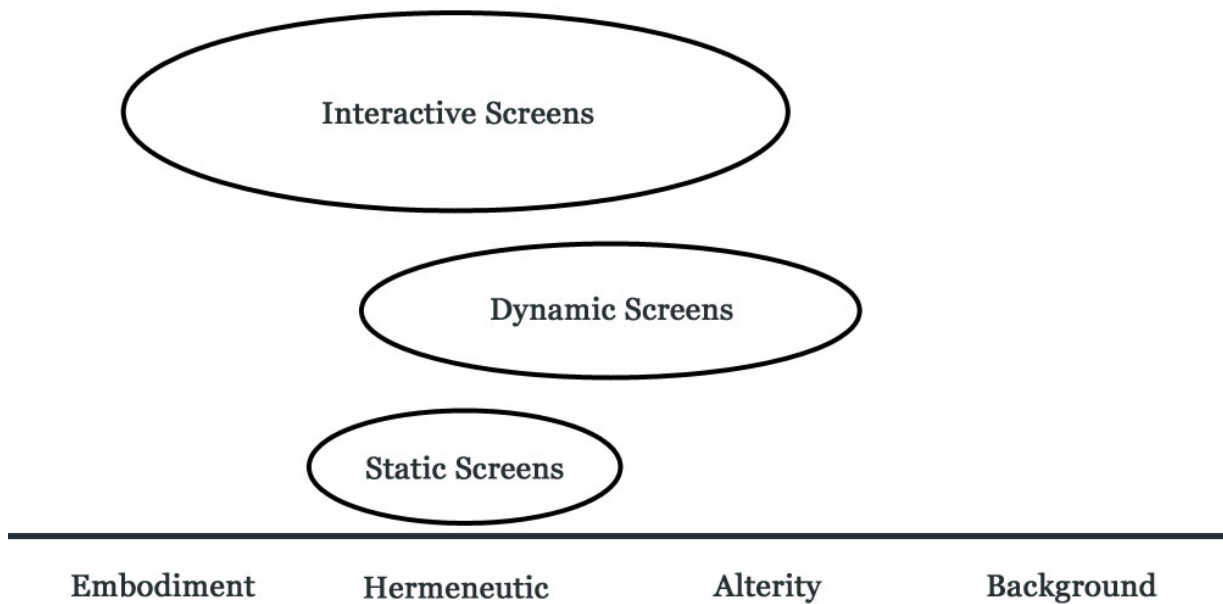 Interactive Screens
Dynamic Screens
Static Screens
Embodiment Hermeneutic Alterity Background